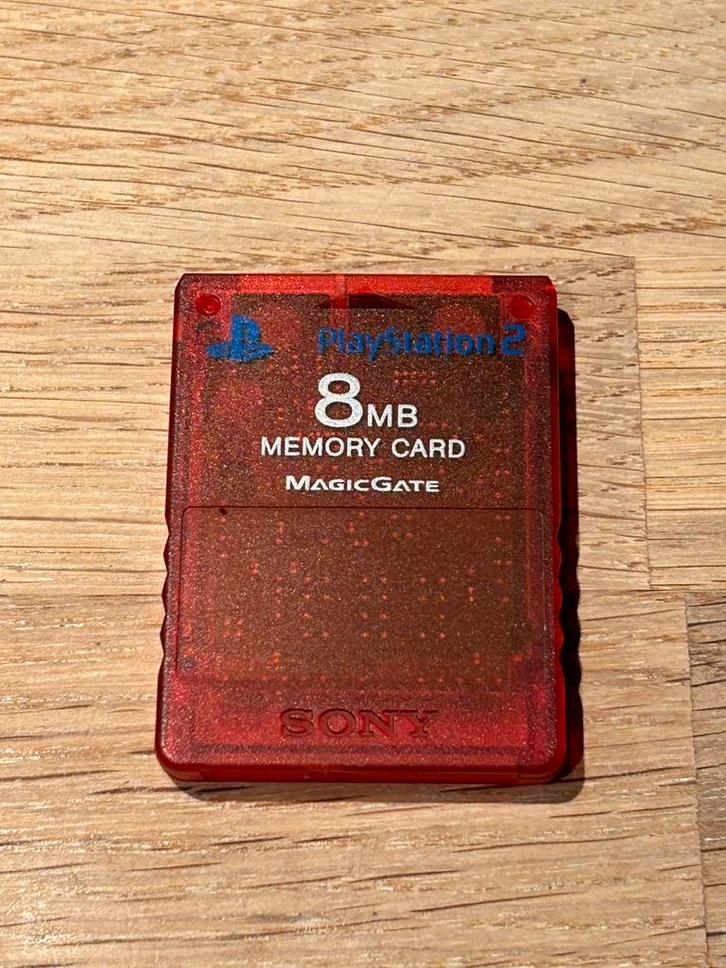 PlayStation 2
8MB
MEMORY CARD
MAGICGATE
SONY